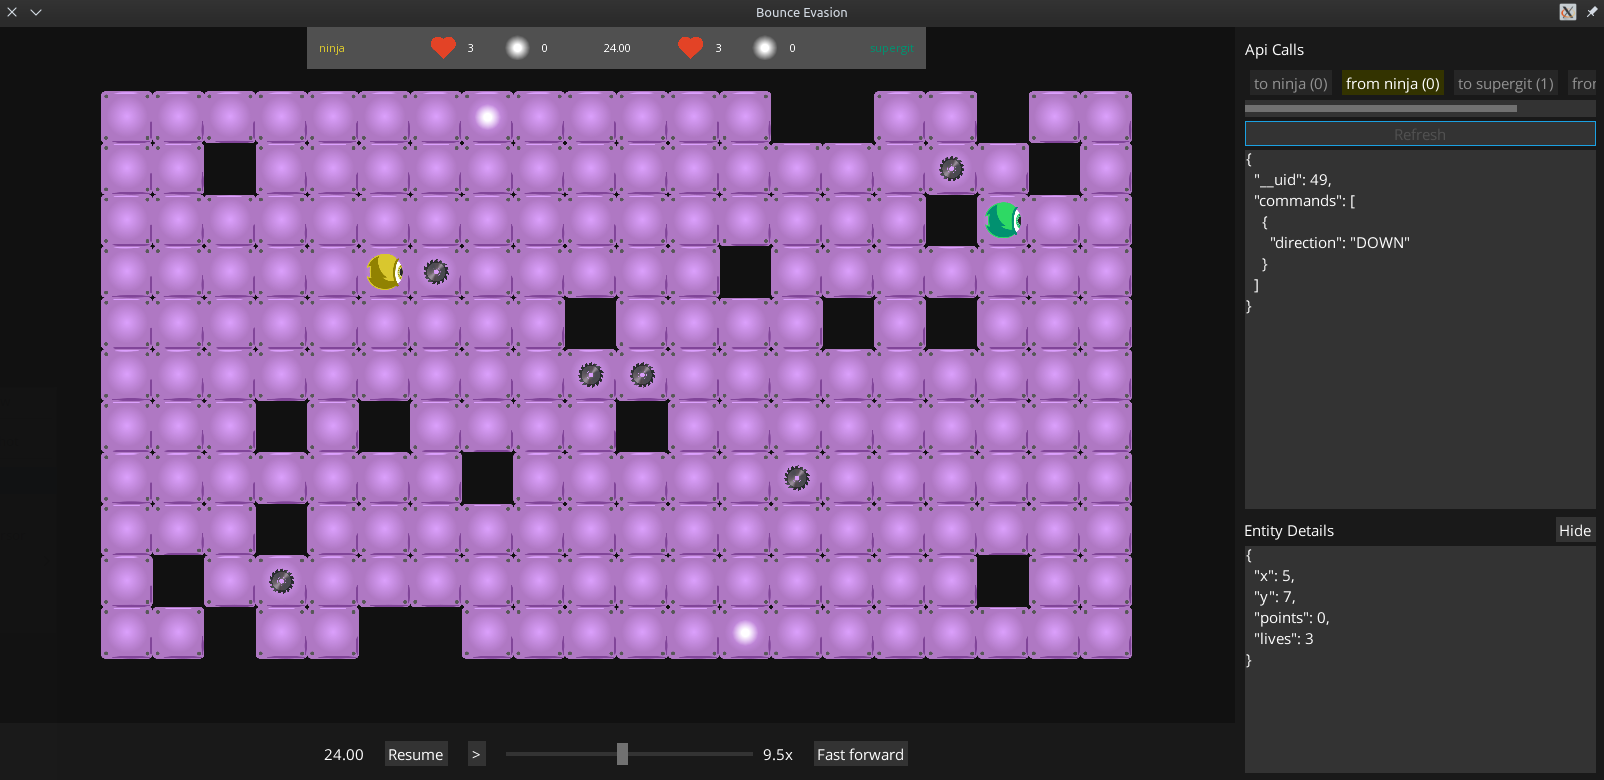 Bounce Evasion
ninja 3 0 24.00 3 0 supergit
Api Calls
to ninja (0) from ninja (0) to supergit (1) fror
Refresh
{
"__uid": 49,
"commands": [
{
"direction": "DOWN"
}
]
}
Entity Details Hide
{
"x": 5,
"y": 7,
"points": 0,
"lives": 3
}
24.00 Resume > 9.5x Fast forward